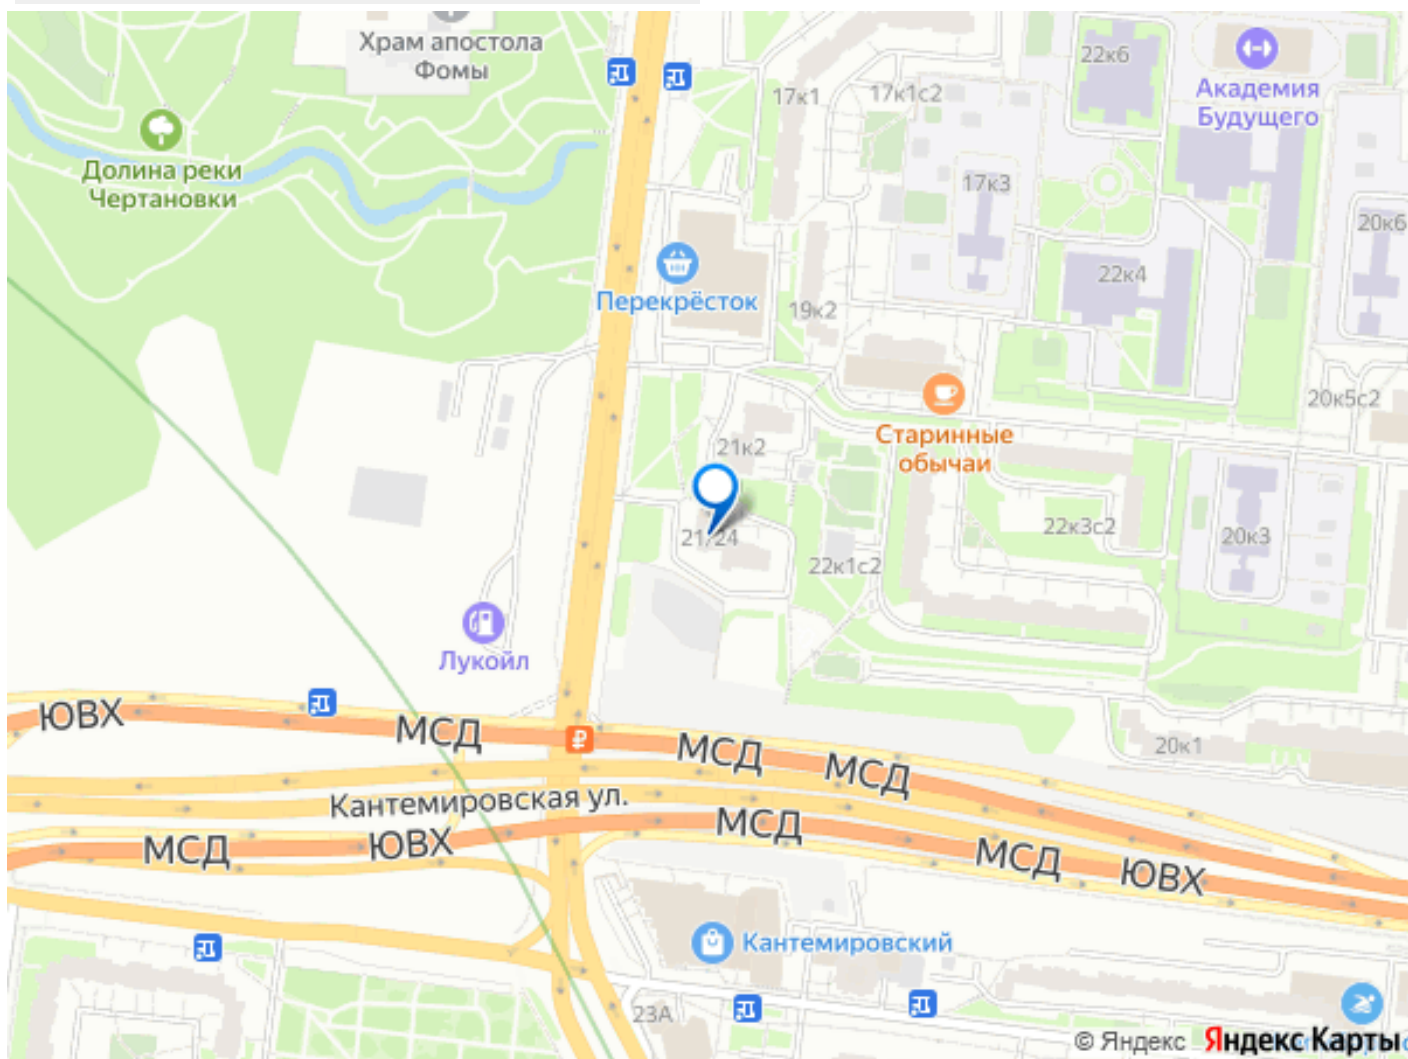 Храм апостола
Фомы
22к6
Академия
Будущего
17к1
17к1с2
Долина реки
Чертановки
17к3
20к6
Перекрёсток
22к4
19к2
20к5с2
Старинные
обычаи
21к2
21/24
22к3с2
20к3
22к1с2
Лукойл
ЮВХ
МСД
МСД
МСД
20к1
Кантемировская ул.
МСД
МСД
ЮВХ
МСД
ЮВХ
Кантемировский
23А
© Яндекс Яндекс Карты